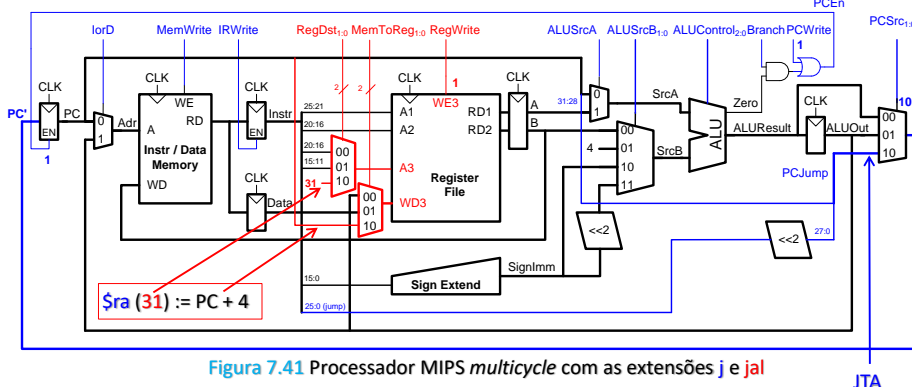 PCEn
IorD MemWrite IRWrite RegDst1:0 MemToReg1:0 RegWrite ALUSrcA ALUSrcB1:0 ALUControl2:0 Branch PCWrite PCSrc1:0
1
2 2 1
CLK CLK CLK CLK CLK
PC' PC Adr WE RD A Instr / Data Memory WD
EN 0 1
1
EN Instr
CLK Data
25:21 A1
20:16 A2
20:16 00
15:11 01
31 10
A3
00 01 10
WD3
WE3 RD1 RD2
Register File
A B
31:28
0 1
SrcA
4
00 01 10 11
SrcB
ALU
Zero
ALUResult
CLK
ALUOut
10
00 01 10
PCJump
<<2
<<2
27:0
SignImm
15:0
Sign Extend
25:0 (jump)
$ra (31) := PC + 4
Figura 7.41 Processador MIPS multicycle com as extensões j e jal
JTA